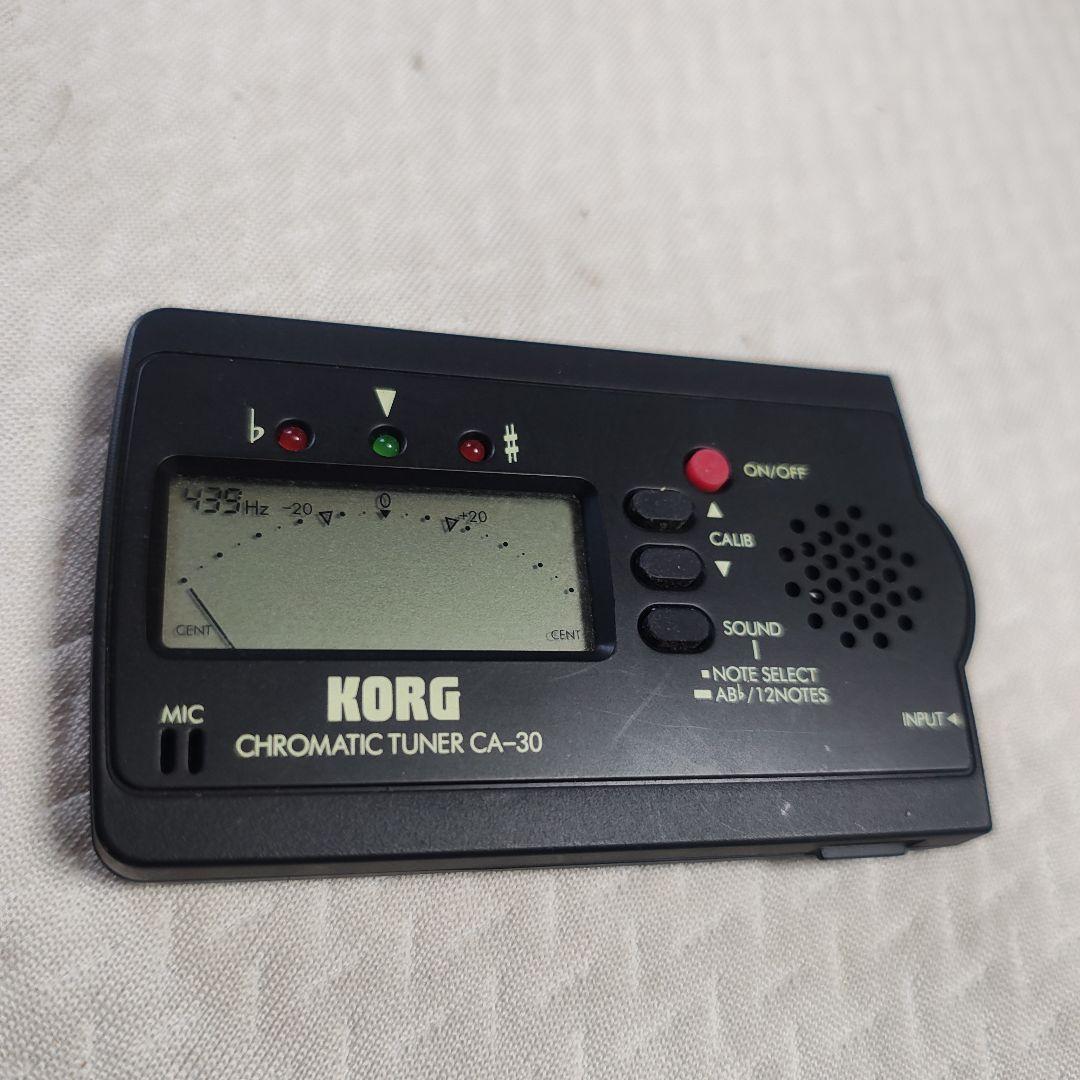 ♭ ▼ ♯
439Hz -20 0 +20
CENT CENT
ON/OFF
▲
CALIB
▼
SOUND
▪ NOTE SELECT
▬ AB♭/12NOTES
INPUT ◀
MIC
KORG
CHROMATIC TUNER CA-30